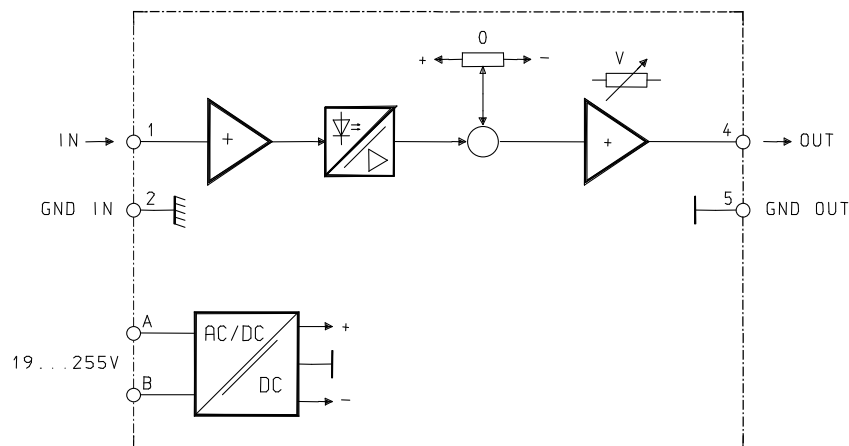 0
+ −
V
IN 1 + + 4 OUT
GND IN 2 5 GND OUT
A
AC/DC +
19...255V
B DC −